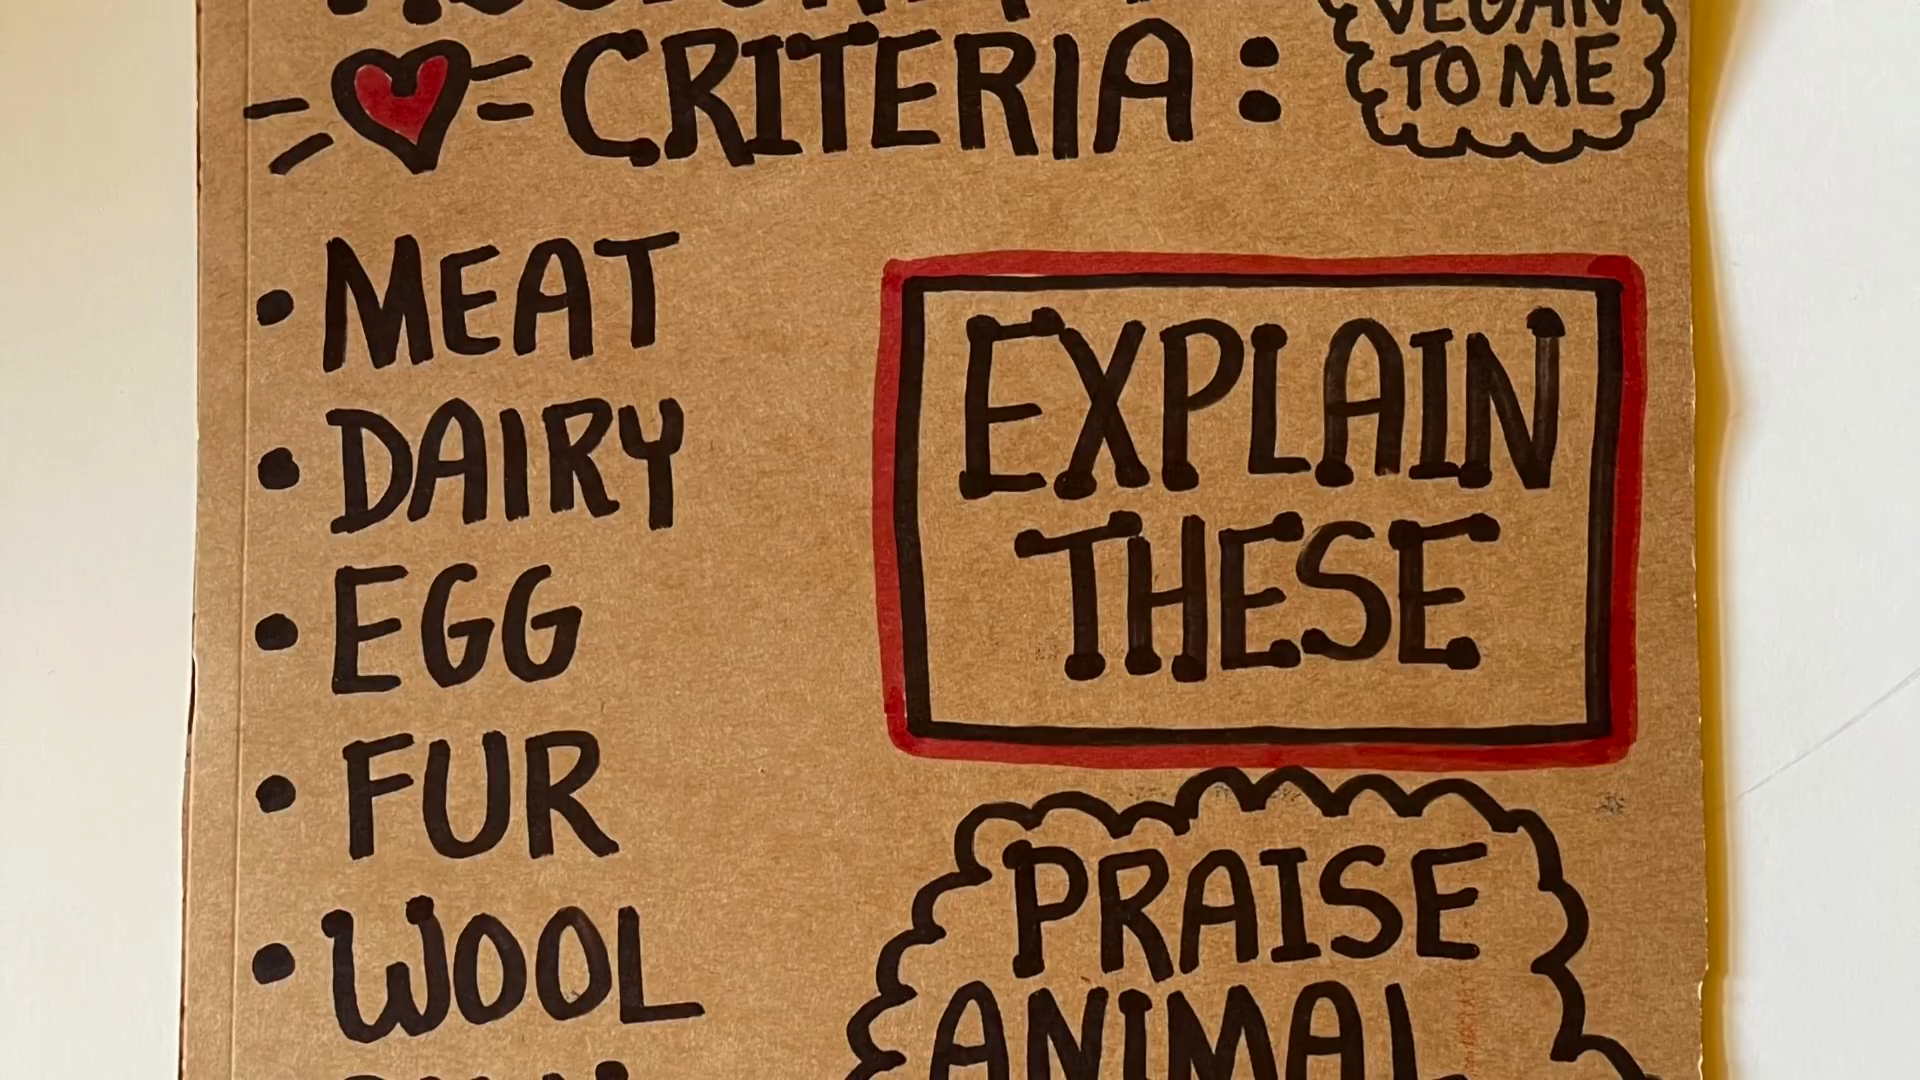 VEGAN
TO ME
CRITERIA :
• MEAT
• DAIRY
• EGG
• FUR
• WOOL
EXPLAIN
THESE
PRAISE
ANIMAL